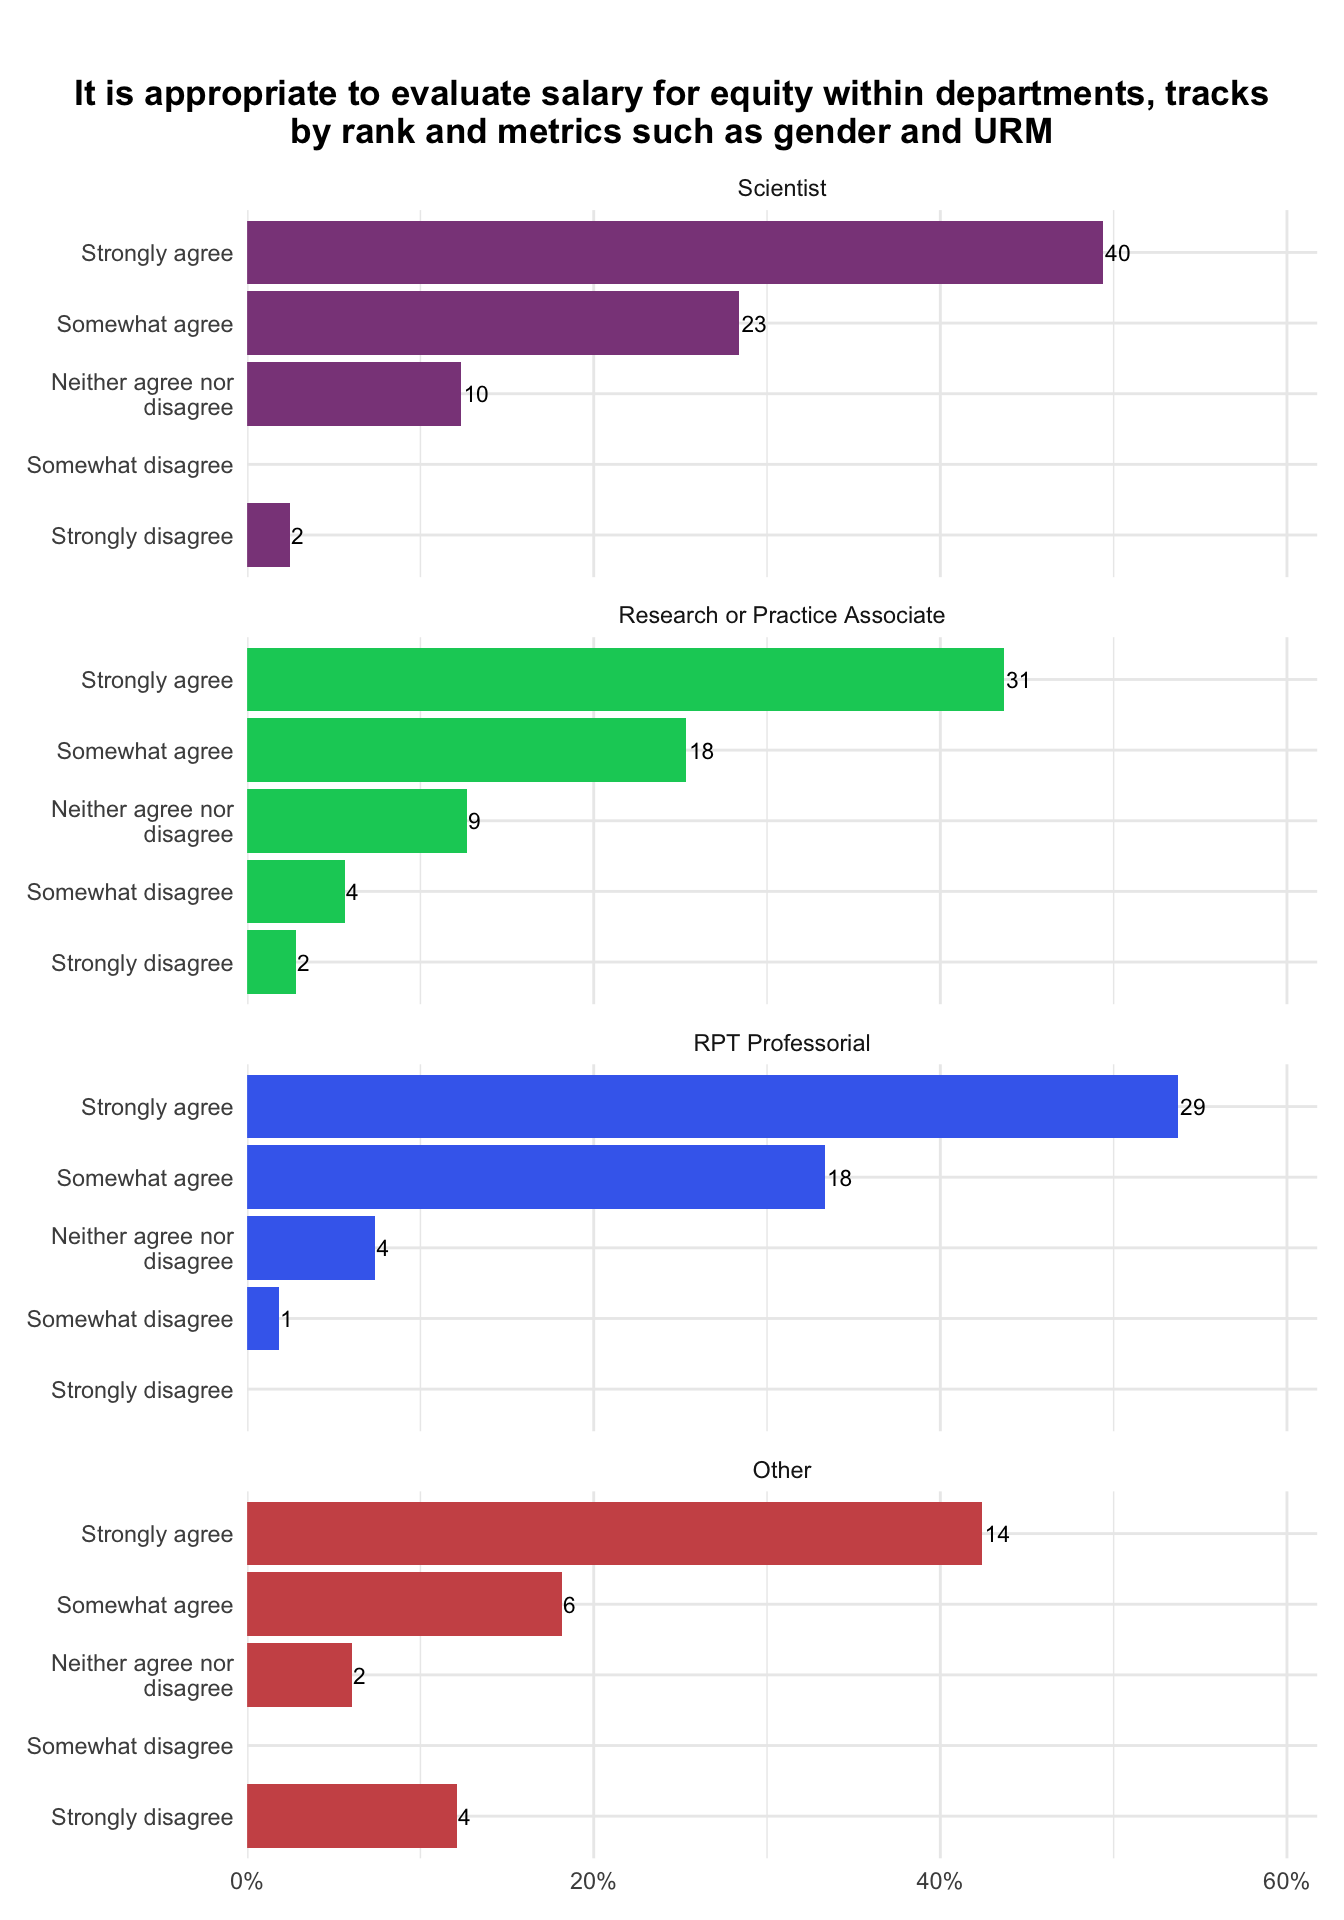 It is appropriate to evaluate salary for equity within departments, tracks
by rank and metrics such as gender and URM
Scientist
Strongly agree
40
Somewhat agree
23
Neither agree nor
disagree
10
Somewhat disagree
Strongly disagree
2
Research or Practice Associate
Strongly agree
31
Somewhat agree
18
Neither agree nor
disagree
9
Somewhat disagree
4
Strongly disagree
2
RPT Professorial
Strongly agree
29
Somewhat agree
18
Neither agree nor
disagree
4
Somewhat disagree
1
Strongly disagree
Other
Strongly agree
14
Somewhat agree
6
Neither agree nor
disagree
2
Somewhat disagree
Strongly disagree
4
0%
20%
40%
60%